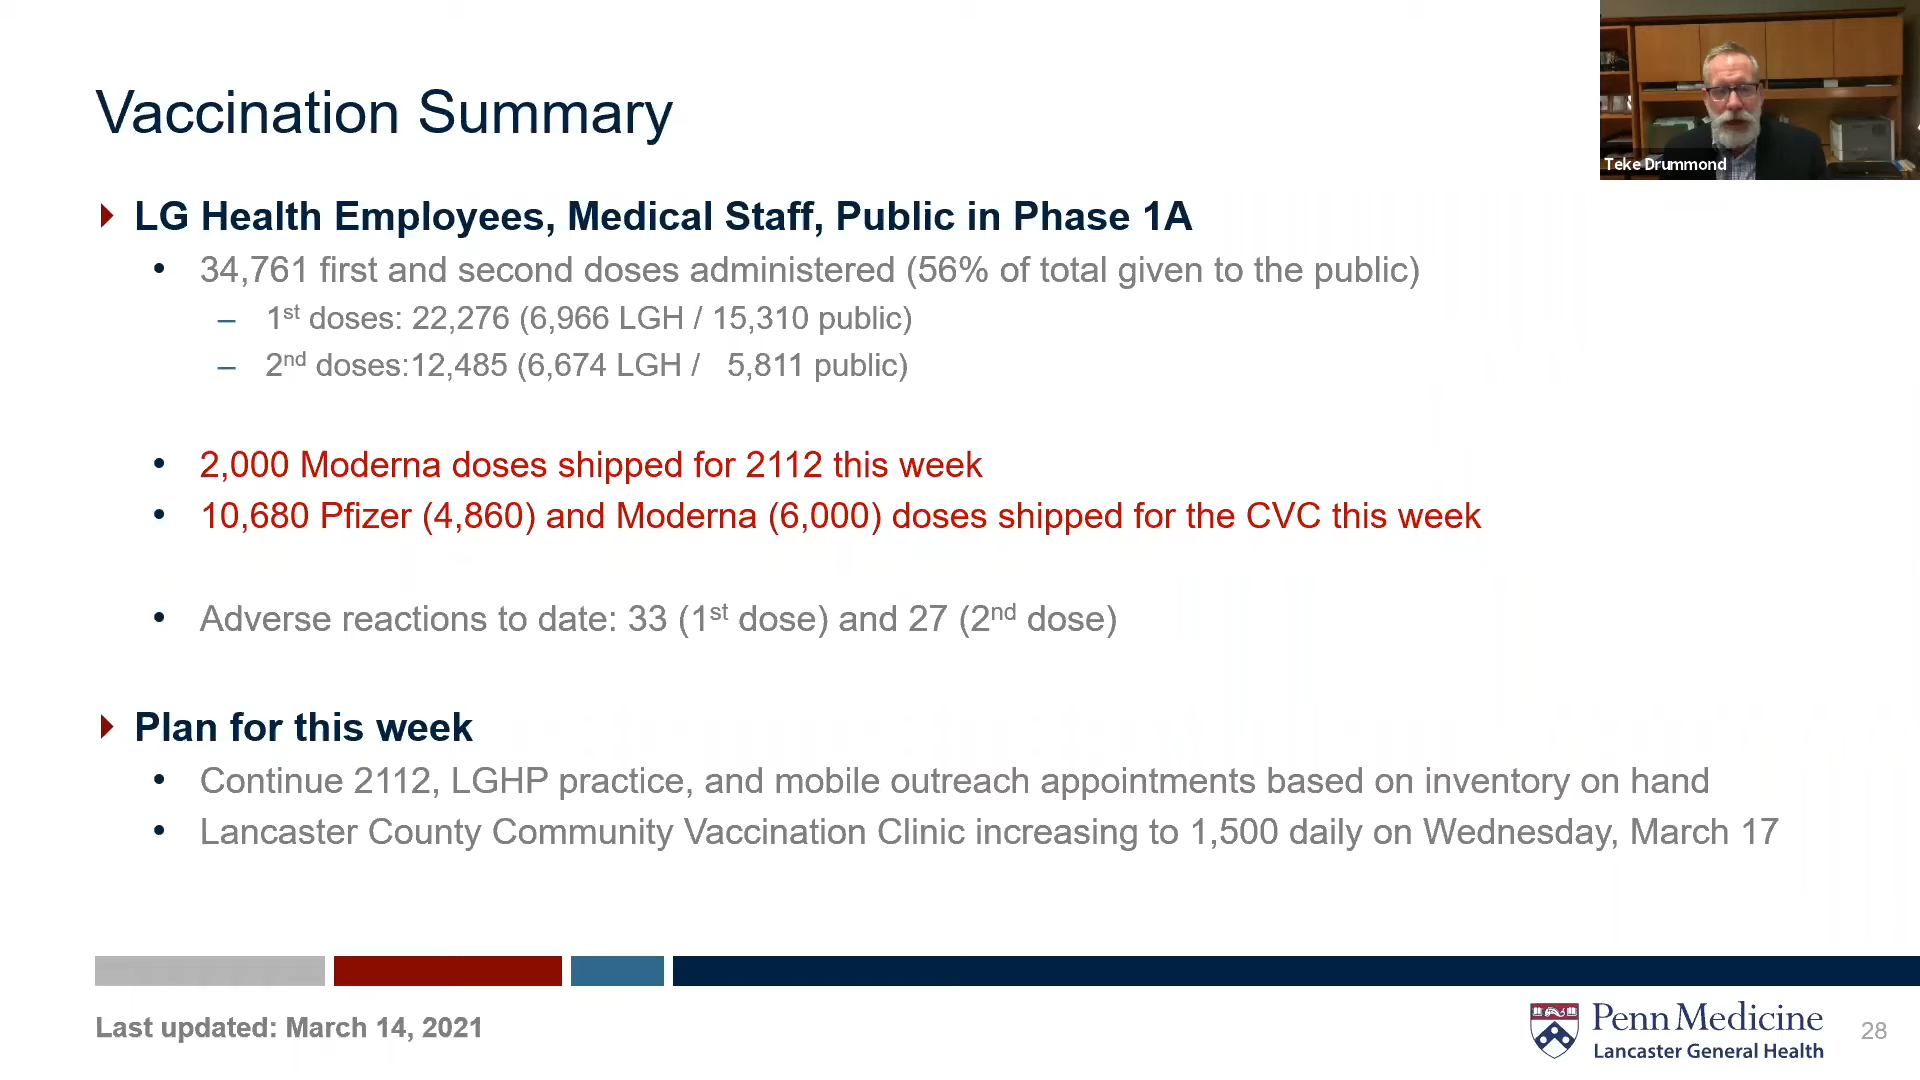 Vaccination Summary
Teke Drummond
LG Health Employees, Medical Staff, Public in Phase 1A
• 34,761 first and second doses administered (56% of total given to the public)
– 1st doses: 22,276 (6,966 LGH / 15,310 public)
– 2nd doses:12,485 (6,674 LGH / 5,811 public)
• 2,000 Moderna doses shipped for 2112 this week
• 10,680 Pfizer (4,860) and Moderna (6,000) doses shipped for the CVC this week
• Adverse reactions to date: 33 (1st dose) and 27 (2nd dose)
Plan for this week
• Continue 2112, LGHP practice, and mobile outreach appointments based on inventory on hand
• Lancaster County Community Vaccination Clinic increasing to 1,500 daily on Wednesday, March 17
Last updated: March 14, 2021
Penn Medicine
Lancaster General Health
28